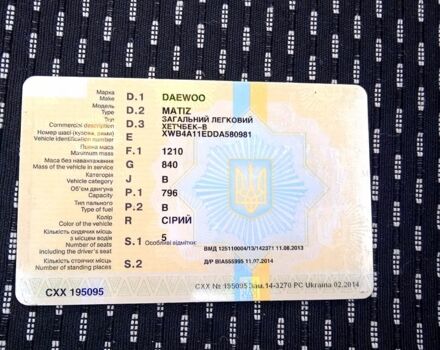 Марка
Make D.1 DAEWOO
Модель
Type D.2 MATIZ
Тип
Commercial description D.3 ЗАГАЛЬНИЙ ЛЕГКОВИЙ
ХЕТЧБЕК-B
Номер шасі (кузова, рами)
Vehicle identification number E XWB4A11EDDA580981
Повна маса
Maximum mass F.1 1210
Маса без навантаження
Mass of the vehicle in service G 840
Категорія
Vehicle category J B
Об'єм двигуна
Capacity P.1 796
Тип пального
Type of fuel P.2 B
Колір
Color of the vehicle R СІРИЙ
Кількість сидячих місць
з місцем водія
Number of seats
including the driver's seat S.1 5
Особливі відмітки:
ВМД 125110004/13/142371 11.08.2013
Кількість стоячих місць
Number of standing places S.2
Д/Р ВІА555995 11.07.2014
CXX 195095
CXX № 195095 Зам.14-3270 PC Ukraina 02.2014